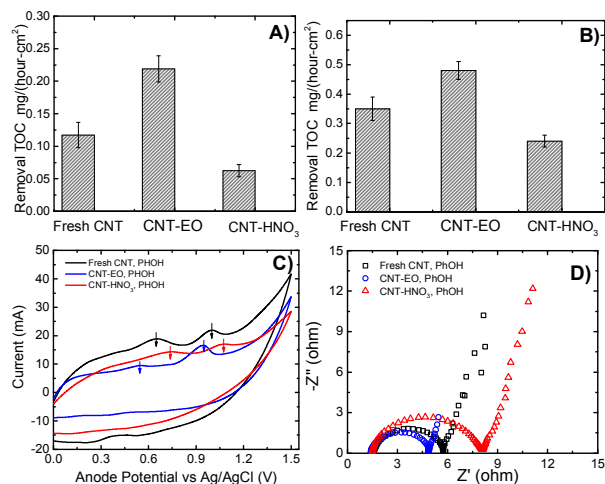 A)
Removal TOC mg/(hour-cm²)
0.30
0.25
0.20
0.15
0.10
0.05
0.00
Fresh CNT CNT-EO CNT-HNO₃
B)
Removal TOC mg/(hour-cm²)
0.8
0.6
0.4
0.2
0.0
Fresh CNT CNT-EO CNT-HNO₃
C)
Fresh CNT, PHOH
CNT-EO, PHOH
CNT-HNO₃, PHOH
Current (mA)
50
40
30
20
10
0
-10
-20
0.0 0.3 0.6 0.9 1.2 1.5
Anode Potential vs Ag/AgCl (V)
D)
Fresh CNT, PhOH
CNT-EO, PhOH
CNT-HNO₃, PhOH
-Z'' (ohm)
15
12
9
6
3
0
0 3 6 9 12 15
Z' (ohm)